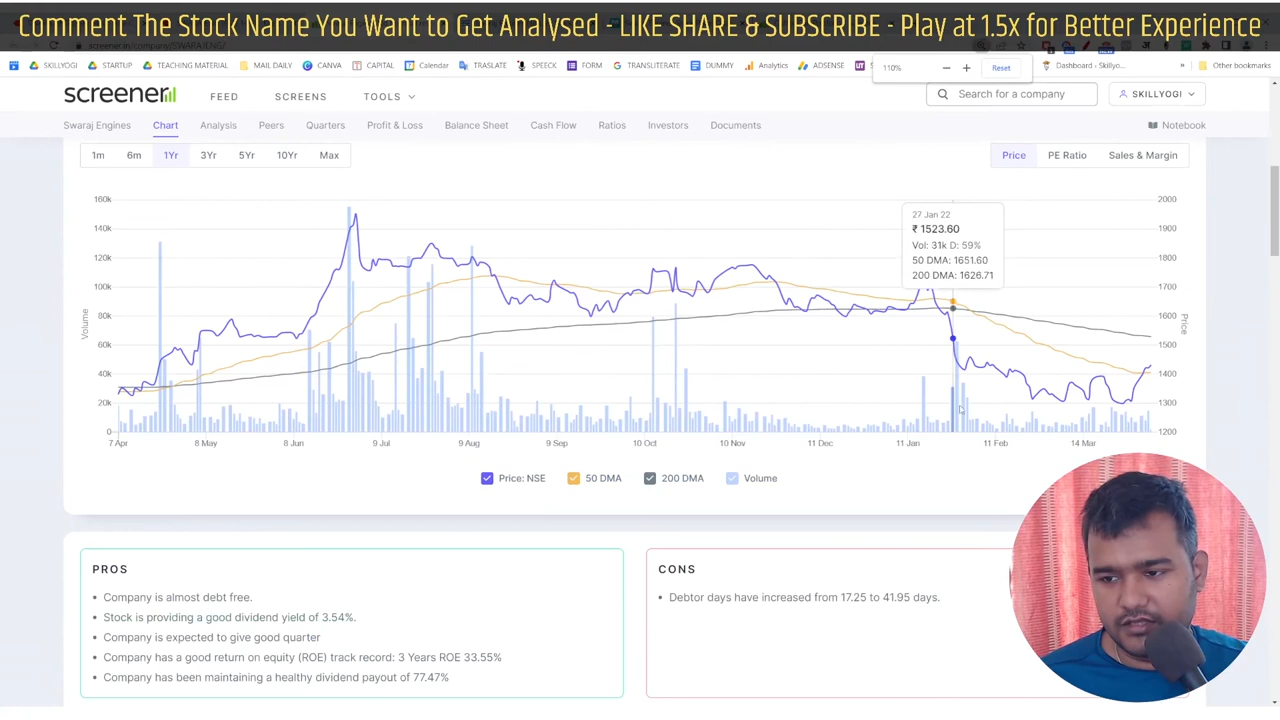 Comment The Stock Name You Want to Get Analysed - LIKE SHARE & SUBSCRIBE - Play at 1.5x for Better Experience
screener.in/company/SWARAJENG/
SKILLYOGI STARTUP TEACHING MATERIAL MAIL DAILY CANVA CAPITAL Calendar TRANSLATE SPEECK FORM TRANSLITERATE DUMMY Analytics ADSENSE 110% − + Reset Dashboard - Skillyo... » Other bookmarks
screener FEED SCREENS TOOLS Search for a company SKILLYOGI
Swaraj Engines Chart Analysis Peers Quarters Profit & Loss Balance Sheet Cash Flow Ratios Investors Documents Notebook
1m 6m 1Yr 3Yr 5Yr 10Yr Max Price PE Ratio Sales & Margin
160k 2000
27 Jan 22
₹ 1523.60
Vol: 31k D: 59%
50 DMA: 1651.60
200 DMA: 1626.71
140k 1900
120k 1800
100k 1700
80k 1600
Volume Price
60k 1500
40k 1400
20k 1300
0 1200
7 Apr 8 May 8 Jun 9 Jul 9 Aug 9 Sep 10 Oct 10 Nov 11 Dec 11 Jan 11 Feb 14 Mar
Price: NSE 50 DMA 200 DMA Volume
PROS
Company is almost debt free.
Stock is providing a good dividend yield of 3.54%.
Company is expected to give good quarter
Company has a good return on equity (ROE) track record: 3 Years ROE 33.55%
Company has been maintaining a healthy dividend payout of 77.47%
CONS
Debtor days have increased from 17.25 to 41.95 days.